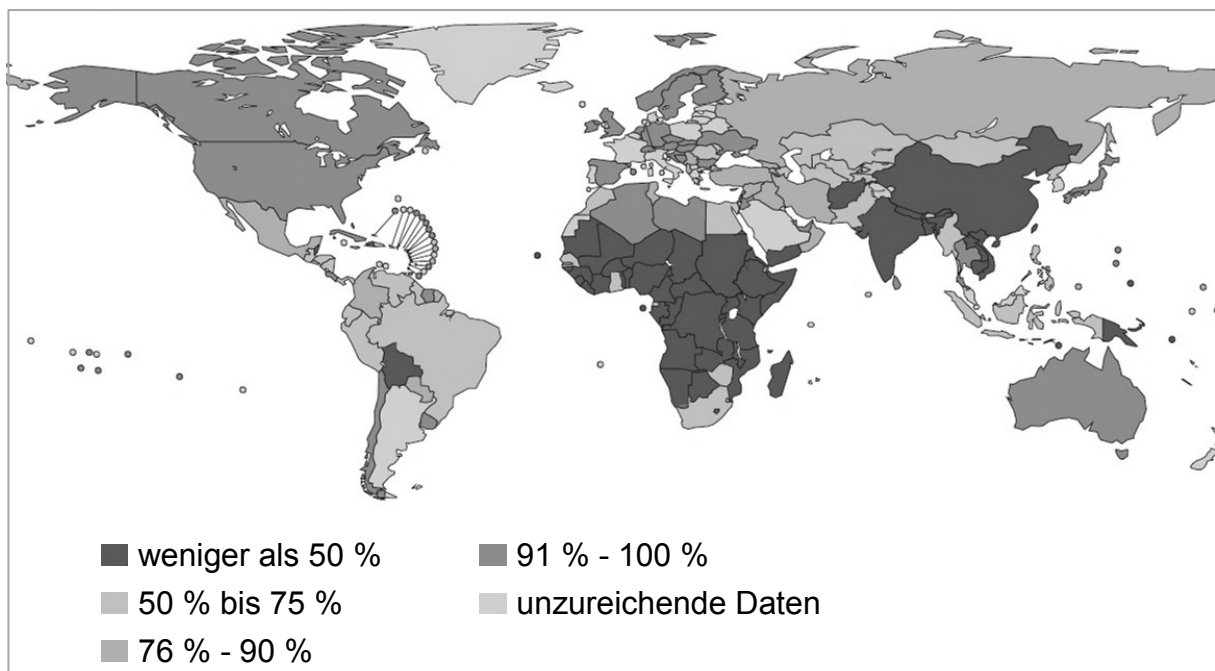 weniger als 50 %
50 % bis 75 %
76 % - 90 %
91 % - 100 %
unzureichende Daten